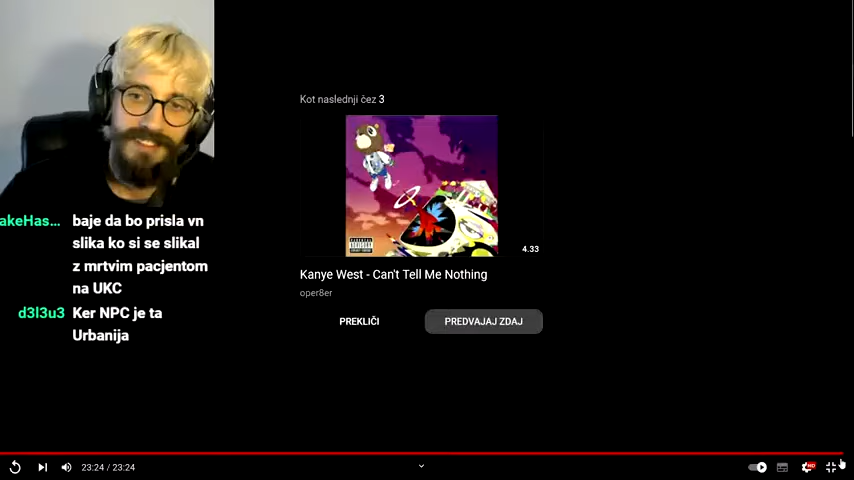 Kot naslednji čez 3
4.33
Kanye West - Can't Tell Me Nothing
oper8er
PREKLIČI
PREDVAJAJ ZDAJ
akeHas... baje da bo prisla vn
slika ko si se slikal
z mrtvim pacjentom
na UKC
d3l3u3 Ker NPC je ta
Urbanija
23:24 / 23:24
HD